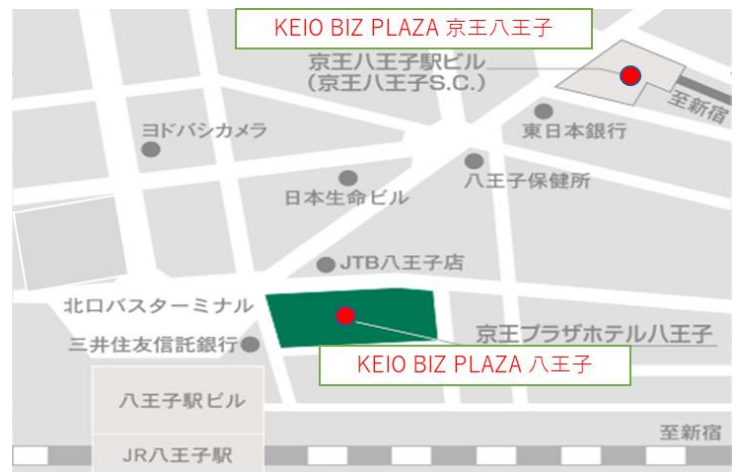 KEIO BIZ PLAZA 京王八王子
京王八王子駅ビル
(京王八王子S.C.)
至新宿
東日本銀行
ヨドバシカメラ
八王子保健所
日本生命ビル
JTB八王子店
北口バスターミナル
京王プラザホテル八王子
三井住友信託銀行
KEIO BIZ PLAZA 八王子
八王子駅ビル
至新宿
JR八王子駅